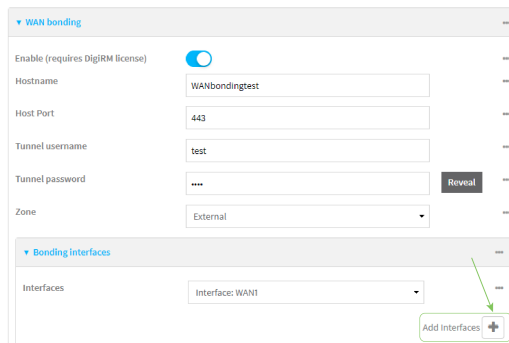 WAN bonding
Enable (requires DigiRM license)
Hostname WANbondingtest
Host Port 443
Tunnel username test
Tunnel password •••• Reveal
Zone External
Bonding interfaces
Interfaces Interface: WAN1
Add Interfaces